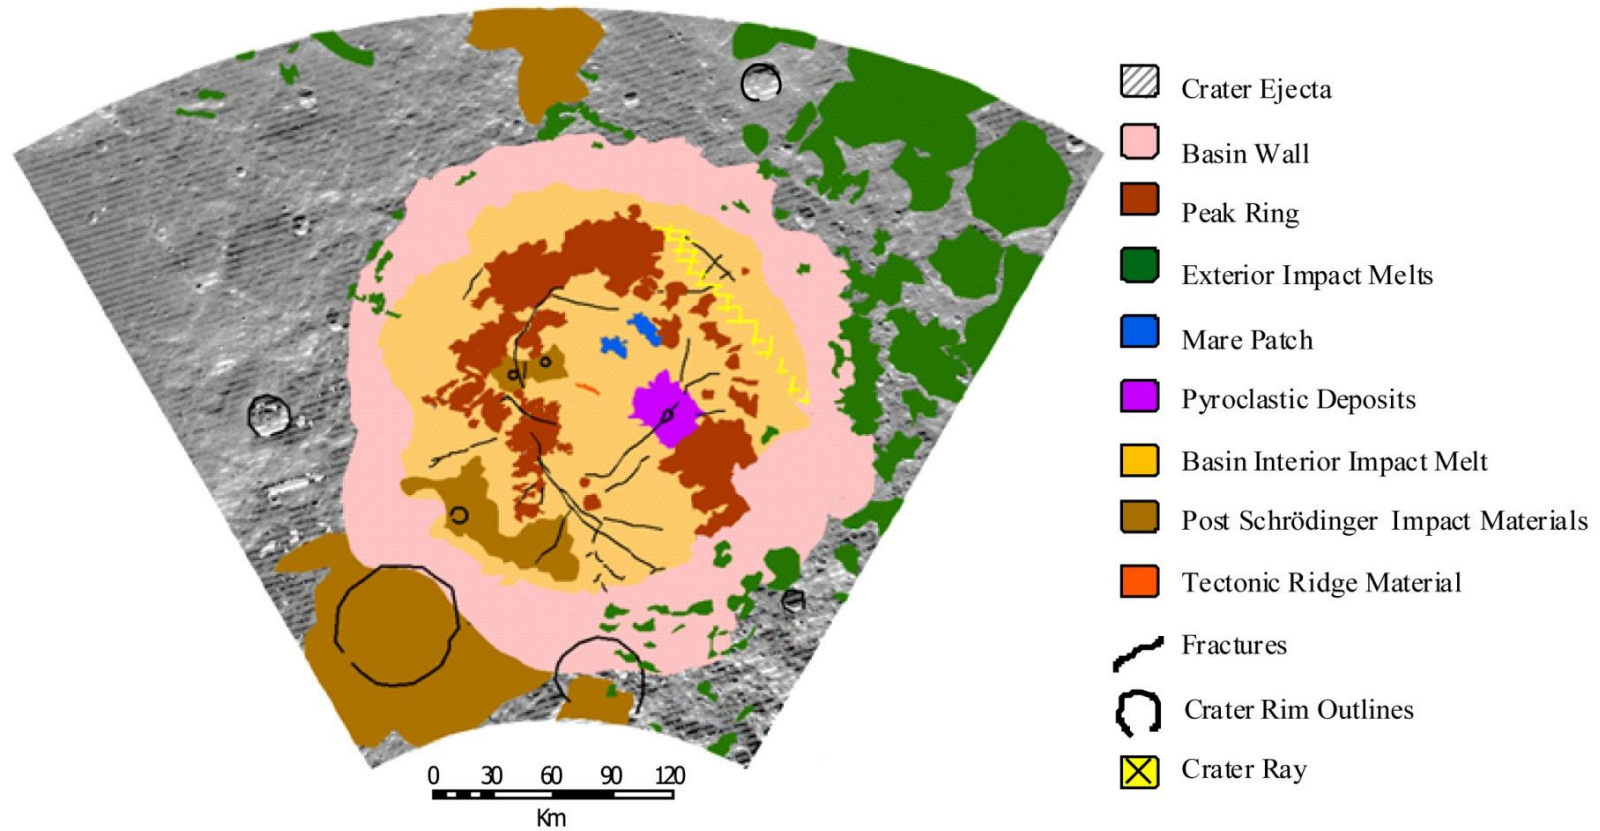 Crater Ejecta
Basin Wall
Peak Ring
Exterior Impact Melts
Mare Patch
Pyroclastic Deposits
Basin Interior Impact Melt
Post Schrödinger Impact Materials
Tectonic Ridge Material
Fractures
Crater Rim Outlines
Crater Ray
0 30 60 90 120
Km